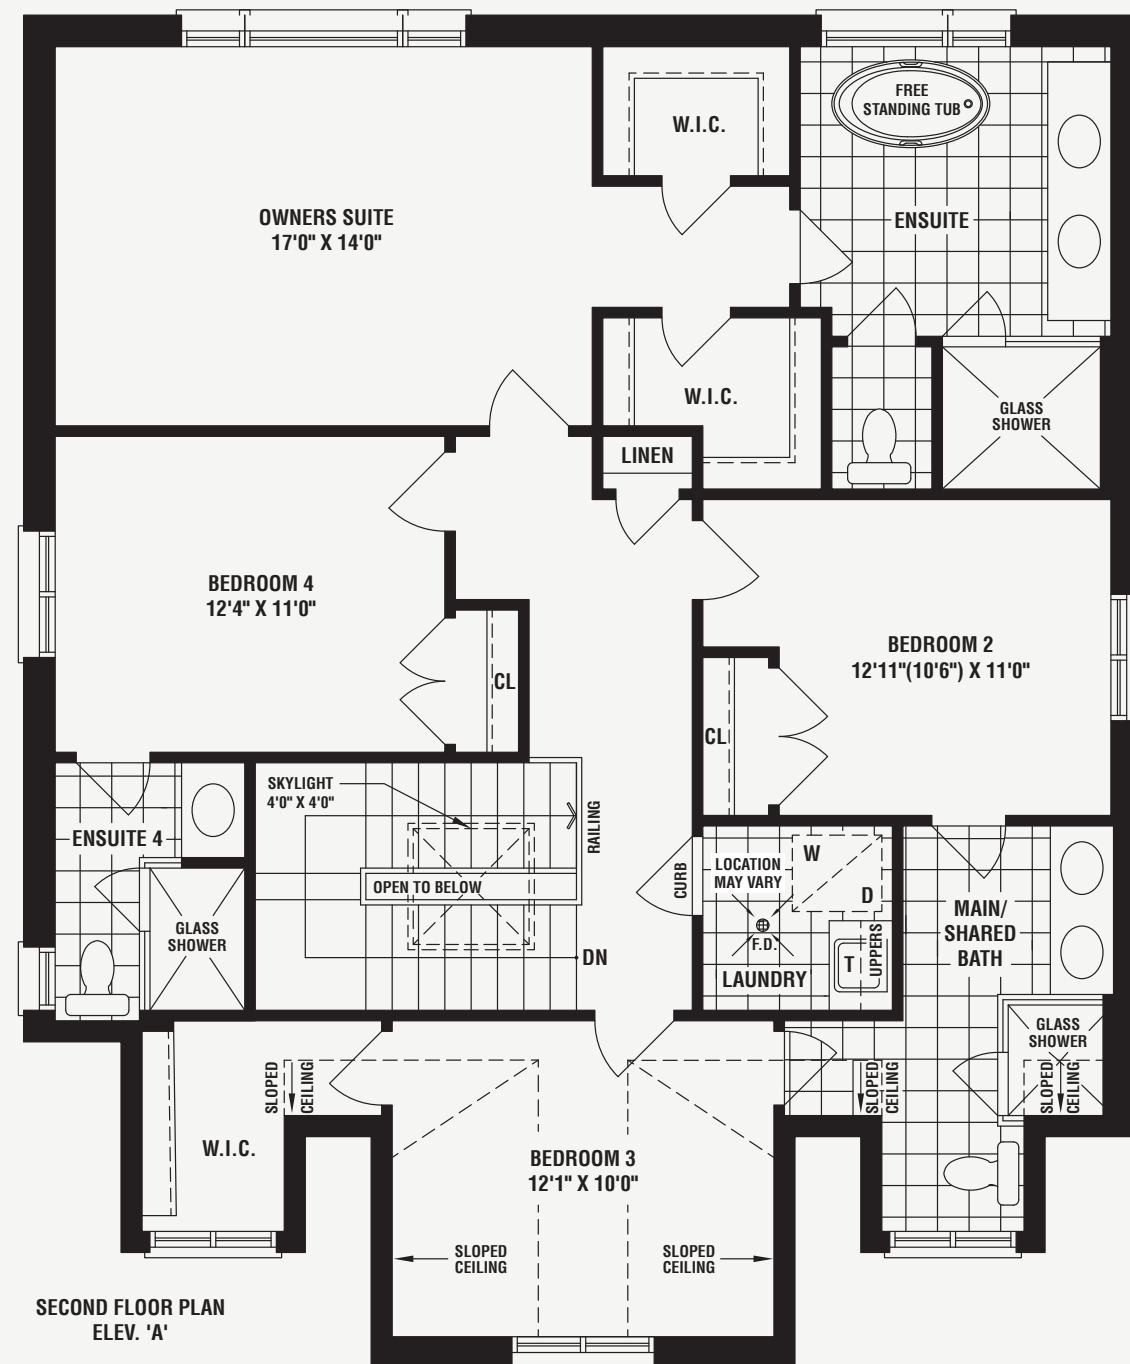 FREE
STANDING TUB
W.I.C.
OWNERS SUITE
17'0" X 14'0"
ENSUITE
W.I.C.
GLASS
SHOWER
LINEN
BEDROOM 4
12'4" X 11'0"
BEDROOM 2
12'11"(10'6") X 11'0"
CL
CL
SKYLIGHT
4'0" X 4'0"
RAILING
ENSUITE 4
OPEN TO BELOW
CURB
LOCATION
MAY VARY
W
D
MAIN/
SHARED
BATH
GLASS
SHOWER
F.D.
UPPERS
T
DN
LAUNDRY
GLASS
SHOWER
SLOPED
CEILING
SLOPED
CEILING
SLOPED
CEILING
W.I.C.
BEDROOM 3
12'1" X 10'0"
SLOPED
CEILING
SLOPED
CEILING
SECOND FLOOR PLAN
ELEV. 'A'